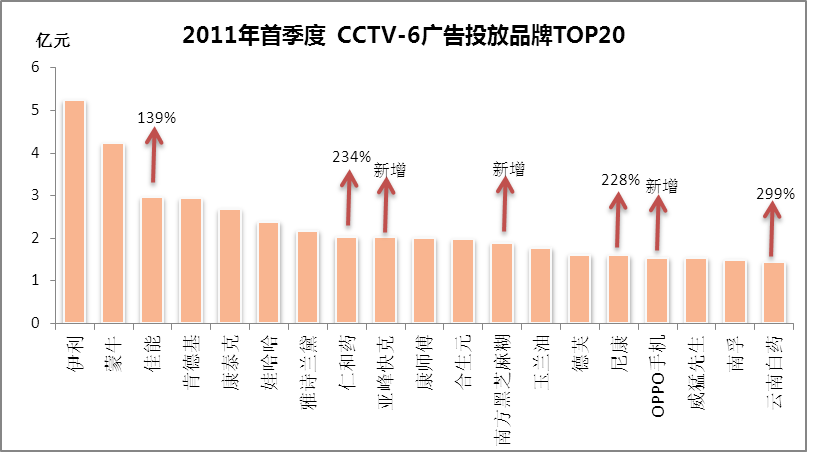 2011年首季度 CCTV-6广告投放品牌TOP20
亿元
6
5
4
3
2
1
0
139%
234%
新增
新增
228%
新增
299%
伊利
蒙牛
佳能
肯德基
康泰克
娃哈哈
雅诗兰黛
仁和药
亚峰快克
康师傅
合生元
南方黑芝麻糊
玉兰油
德芙
尼康
OPPO手机
威猛先生
南孚
云南白药